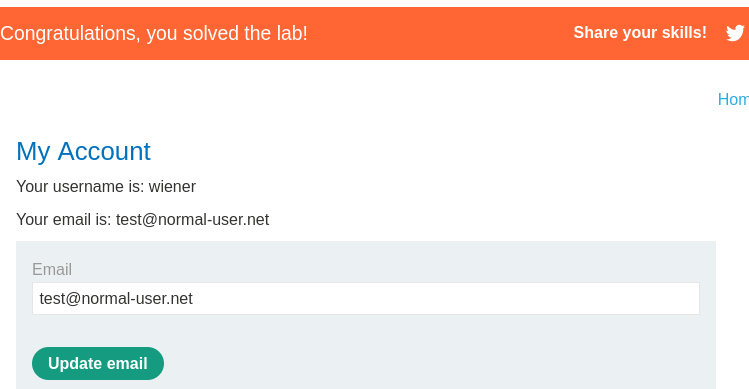 Congratulations, you solved the lab!
Share your skills!
Hom
My Account
Your username is: wiener
Your email is: test@normal-user.net
Email
test@normal-user.net
Update email